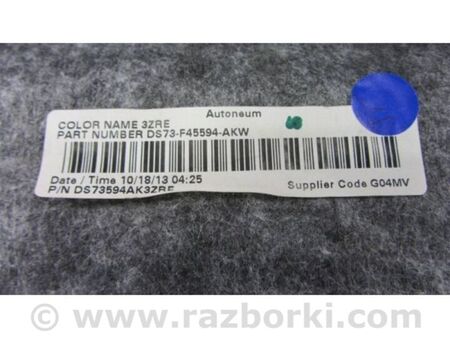 Autoneum
COLOR NAME 3ZRE
PART NUMBER DS73-F45594-AKW
Date / Time 10/18/13 04:25
Supplier Code G04MV
P/N DS73594AK3ZRE
© www.razborki.com